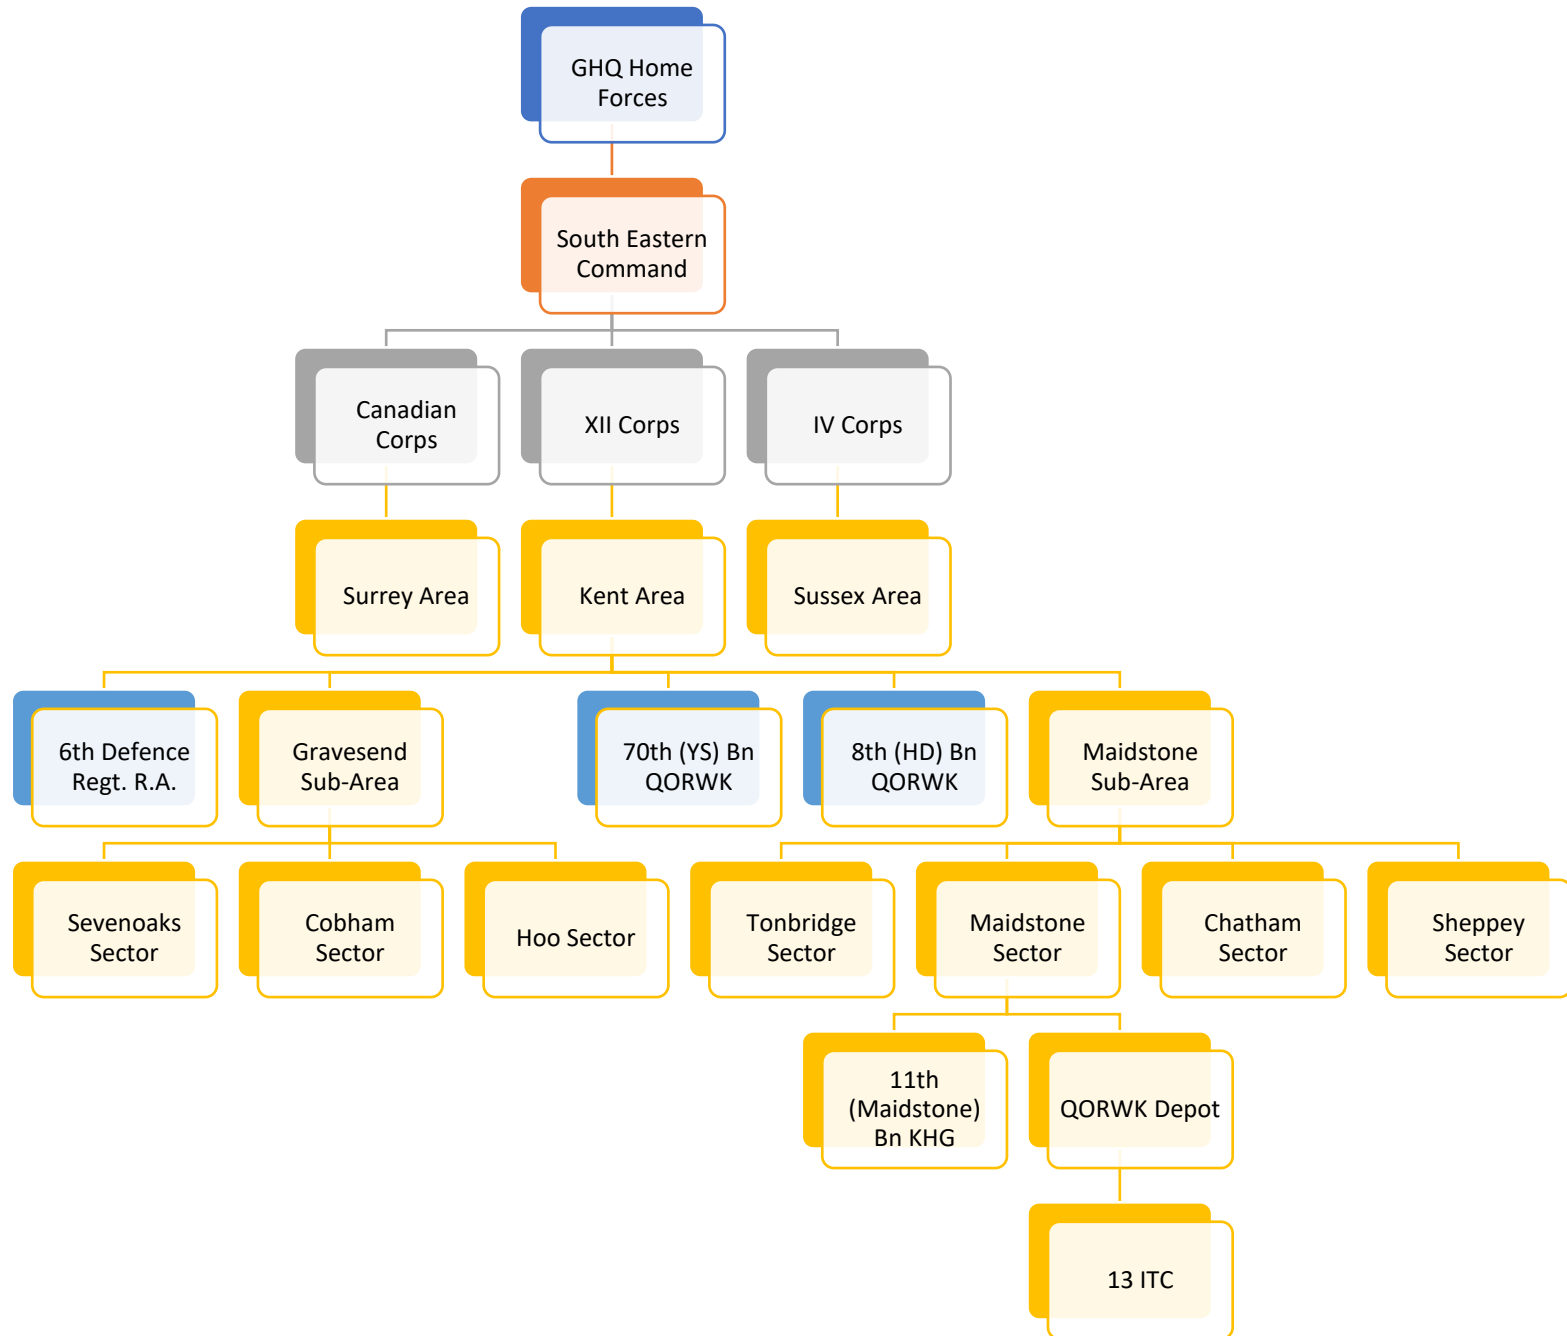 GHQ Home
Forces
South Eastern
Command
Canadian
Corps
XII Corps
IV Corps
Surrey Area
Kent Area
Sussex Area
6th Defence
Regt. R.A.
Gravesend
Sub-Area
70th (YS) Bn
QORWK
8th (HD) Bn
QORWK
Maidstone
Sub-Area
Sevenoaks
Sector
Cobham
Sector
Hoo Sector
Tonbridge
Sector
Maidstone
Sector
Chatham
Sector
Sheppey
Sector
11th
(Maidstone)
Bn KHG
QORWK Depot
13 ITC